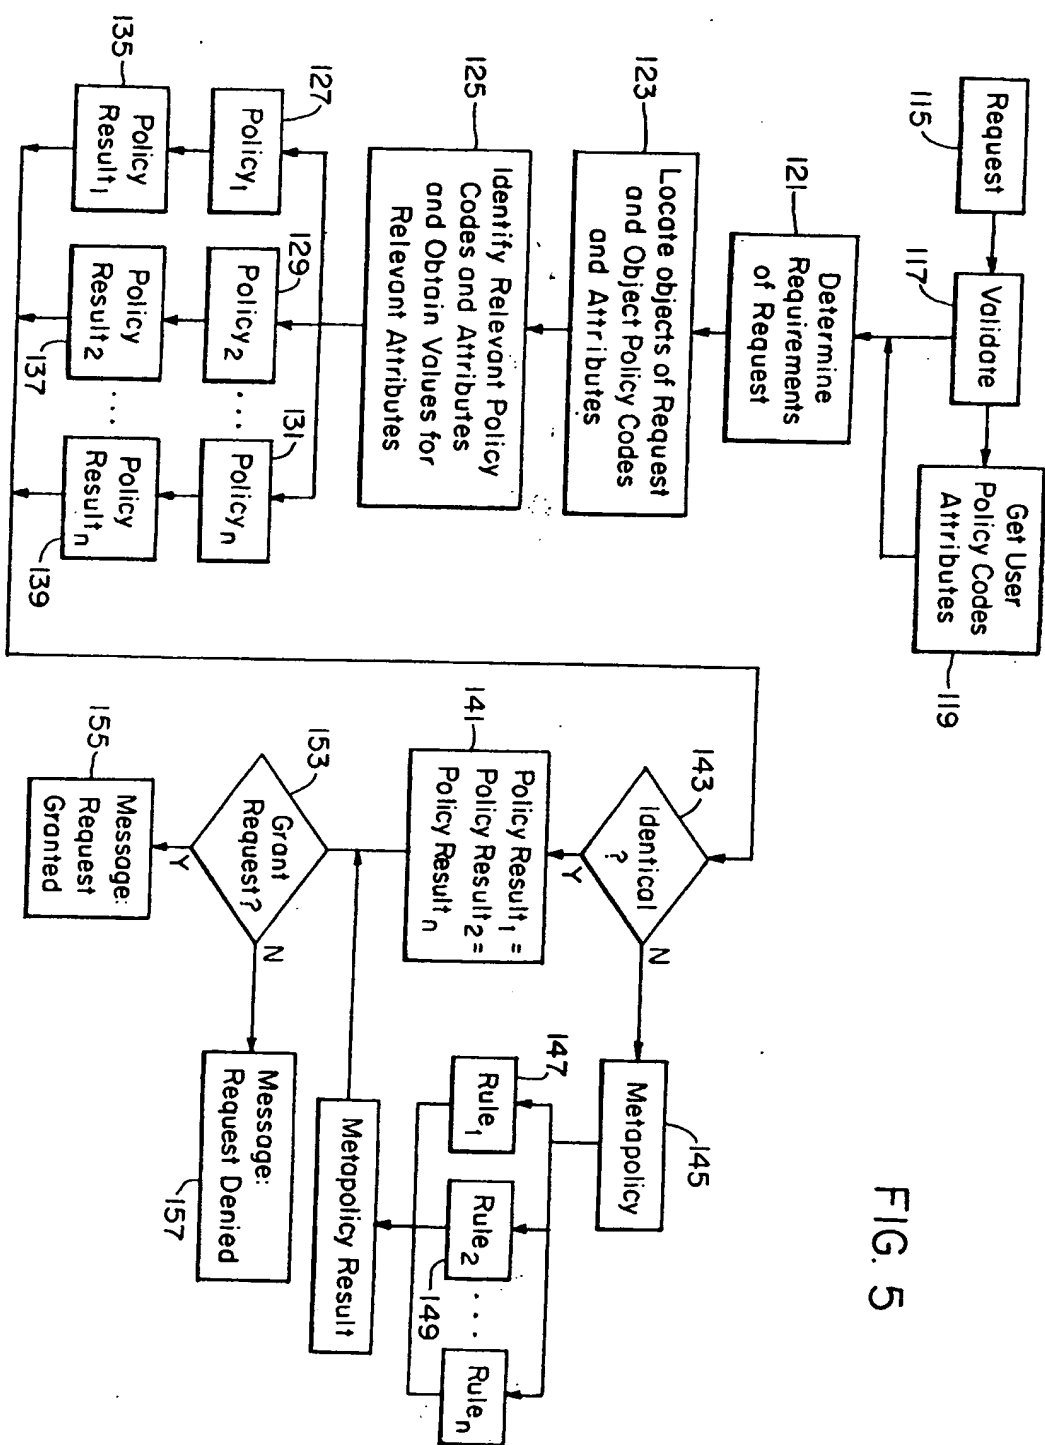 Request
115
Validate
117
Get User
Policy Codes
Attributes
119
Determine
Requirements
of Request
121
Locate objects of Request
and Object Policy Codes
and Attributes
123
Identify Relevant Policy
Codes and Attributes
and Obtain Values for
Relevant Attributes
125
Policy1
127
Policy2
129
...
Policyn
131
Policy
Result1
135
Policy
Result2
137
...
Policy
Resultn
139
Identical
?
143
Y
N
Policy Result1 =
Policy Result2 =
Policy Resultn
141
Metapolicy
145
Rule1
147
Rule2
149
...
Rulen
Metapolicy Result
Grant
Request?
153
Y
N
Message:
Request
Granted
155
Message:
Request Denied
157
FIG. 5